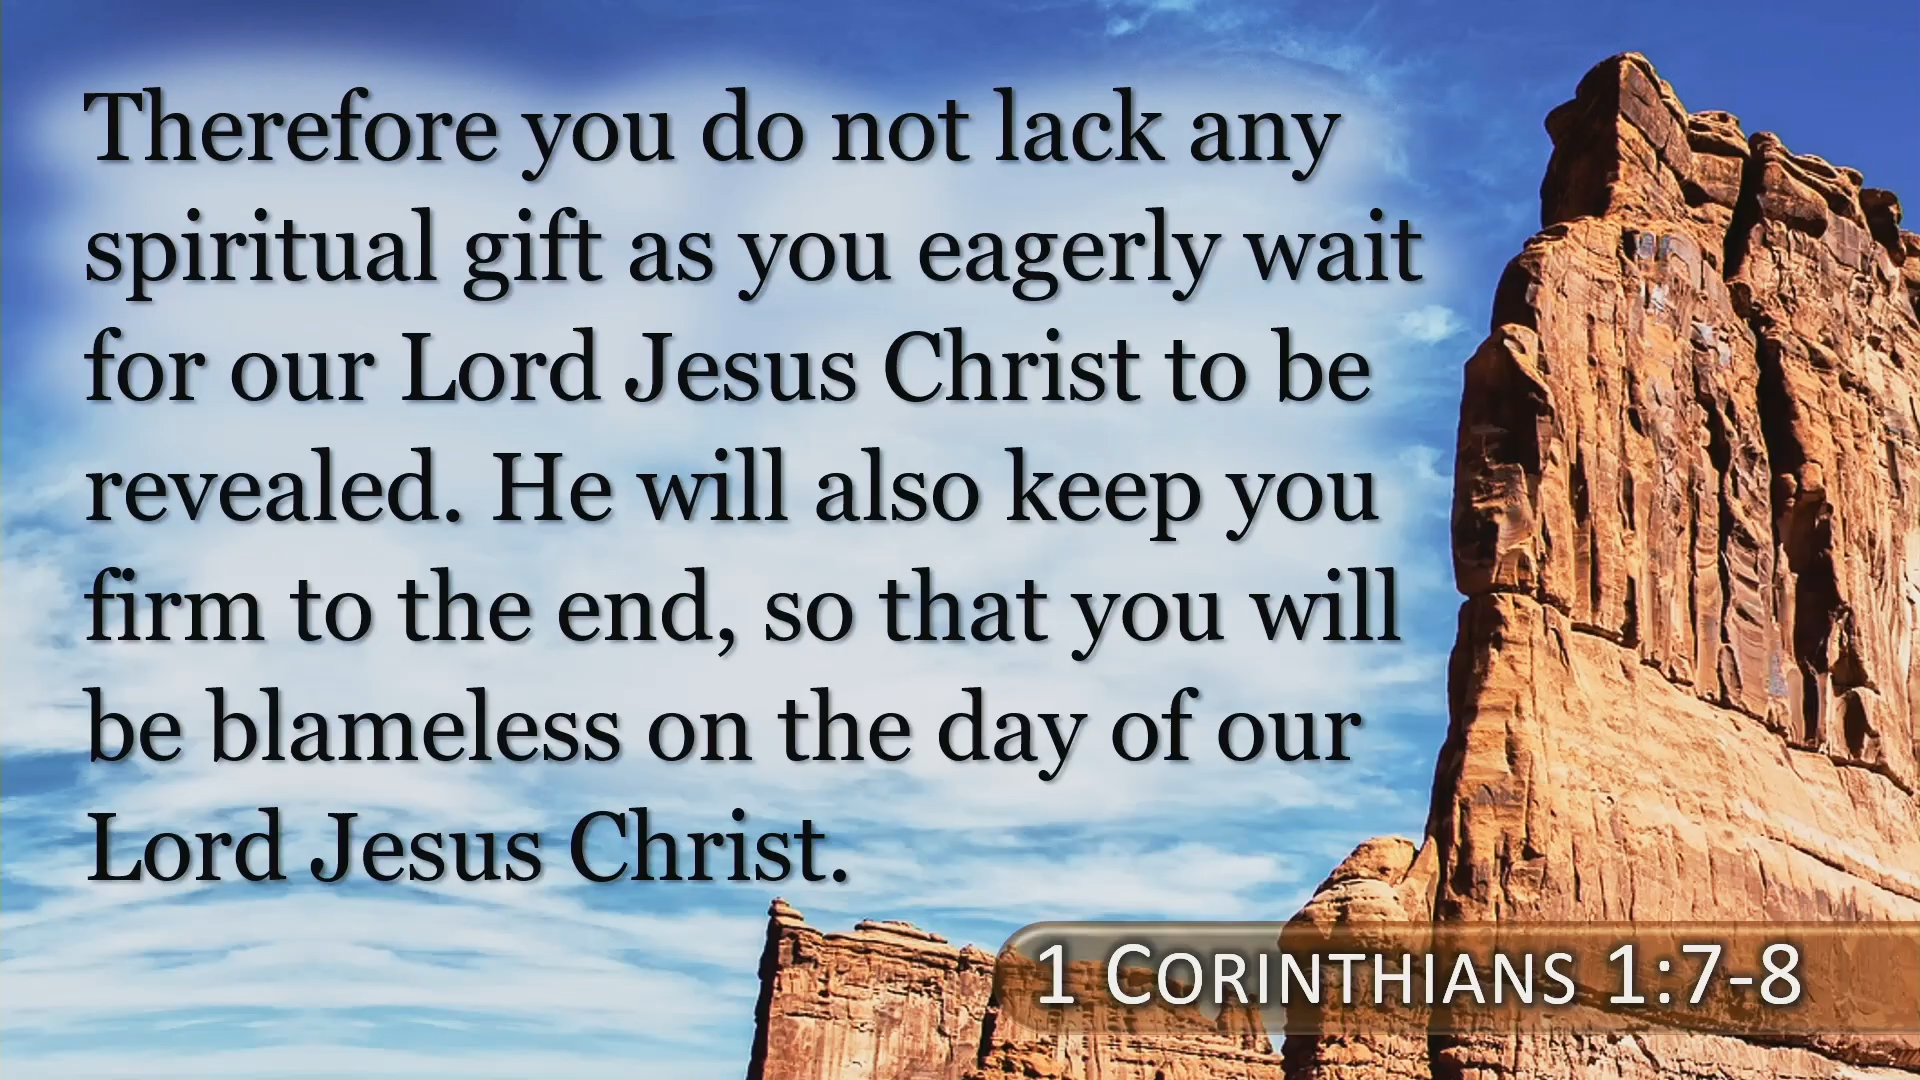 Therefore you do not lack any
spiritual gift as you eagerly wait
for our Lord Jesus Christ to be
revealed. He will also keep you
firm to the end, so that you will
be blameless on the day of our
Lord Jesus Christ.
1 CORINTHIANS 1:7-8